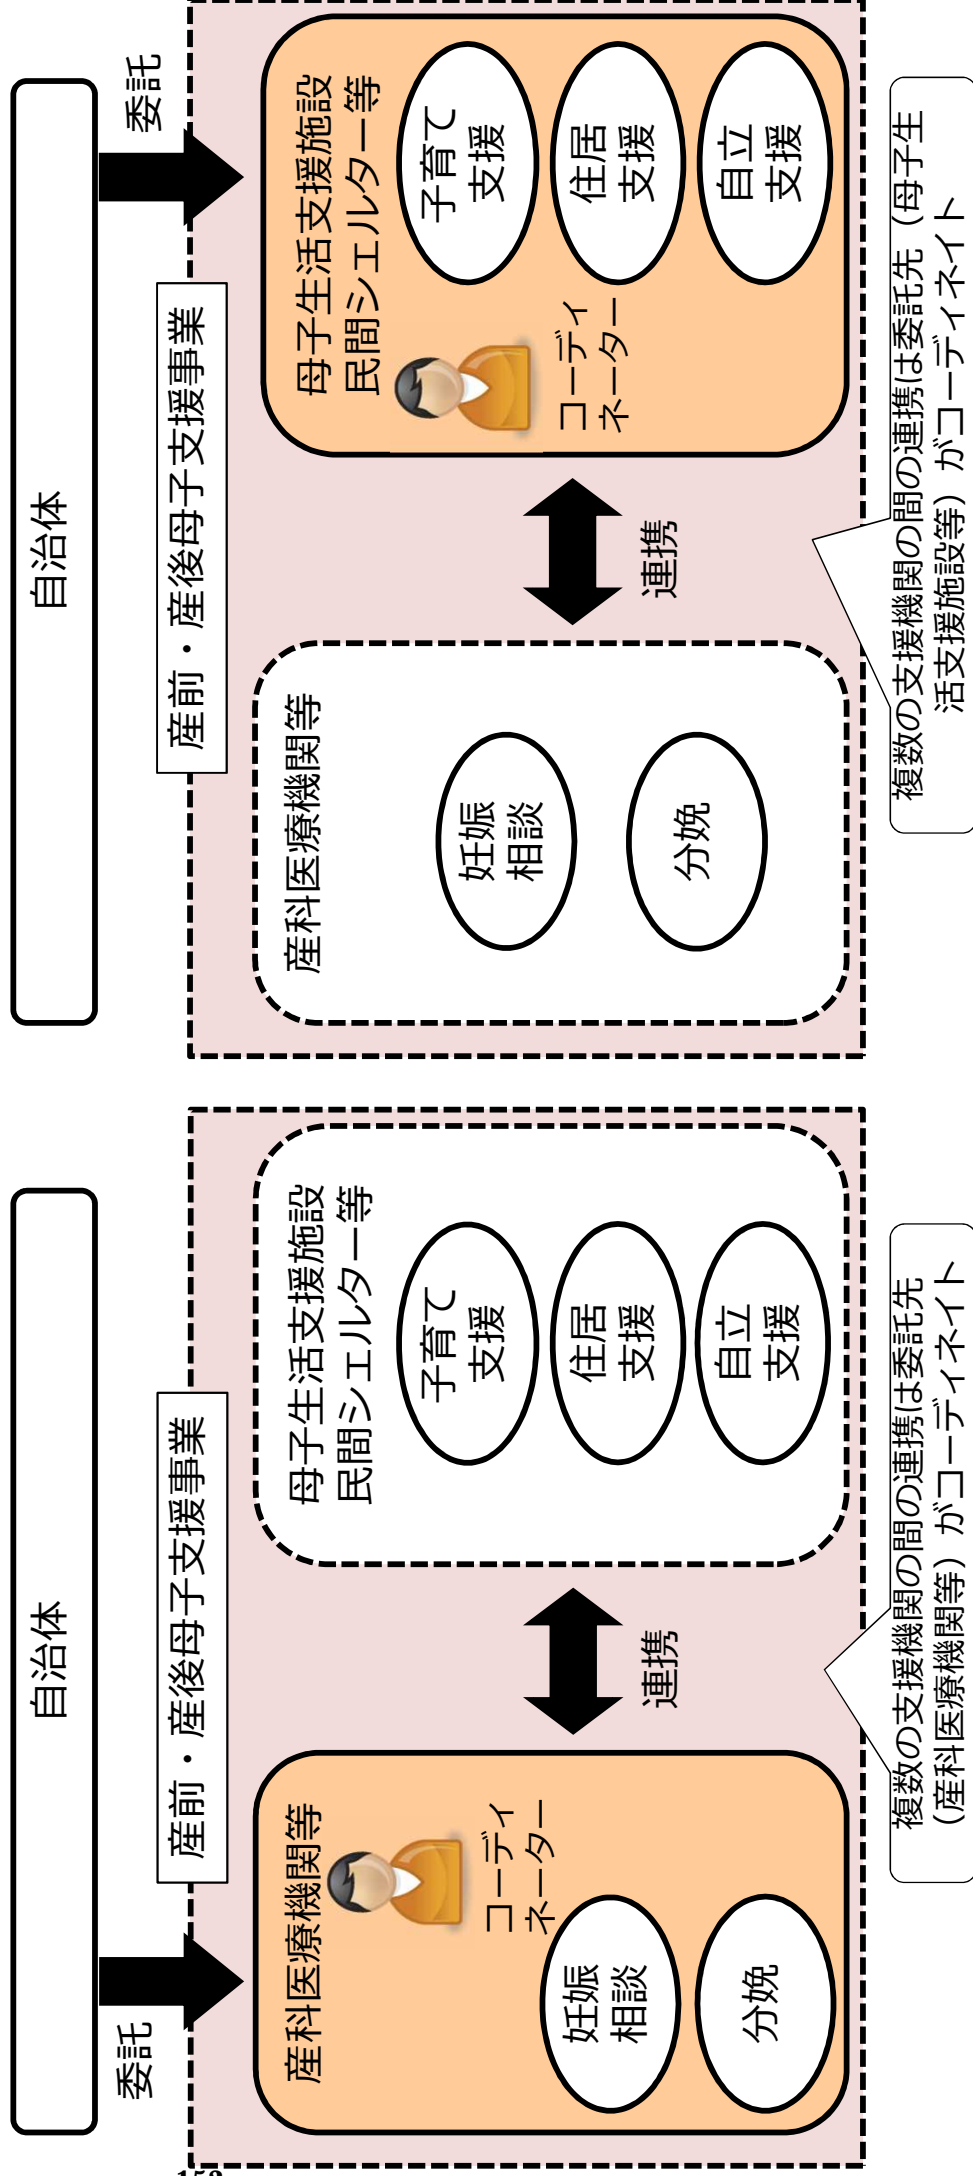 自治体
委託
産前・産後母子支援事業
産科医療機関等
コーディ
ネーター
妊娠
相談
分娩
連携
母子生活支援施設
民間シェルター等
子育て
支援
住居
支援
自立
支援
複数の支援機関の間の連携は委託先
(産科医療機関等)がコーディネイト
自治体
委託
産前・産後母子支援事業
産科医療機関等
妊娠
相談
分娩
連携
母子生活支援施設
民間シェルター等
コーディ
ネーター
子育て
支援
住居
支援
自立
支援
複数の支援機関の間の連携は委託先(母子生
活支援施設等)がコーディネイト